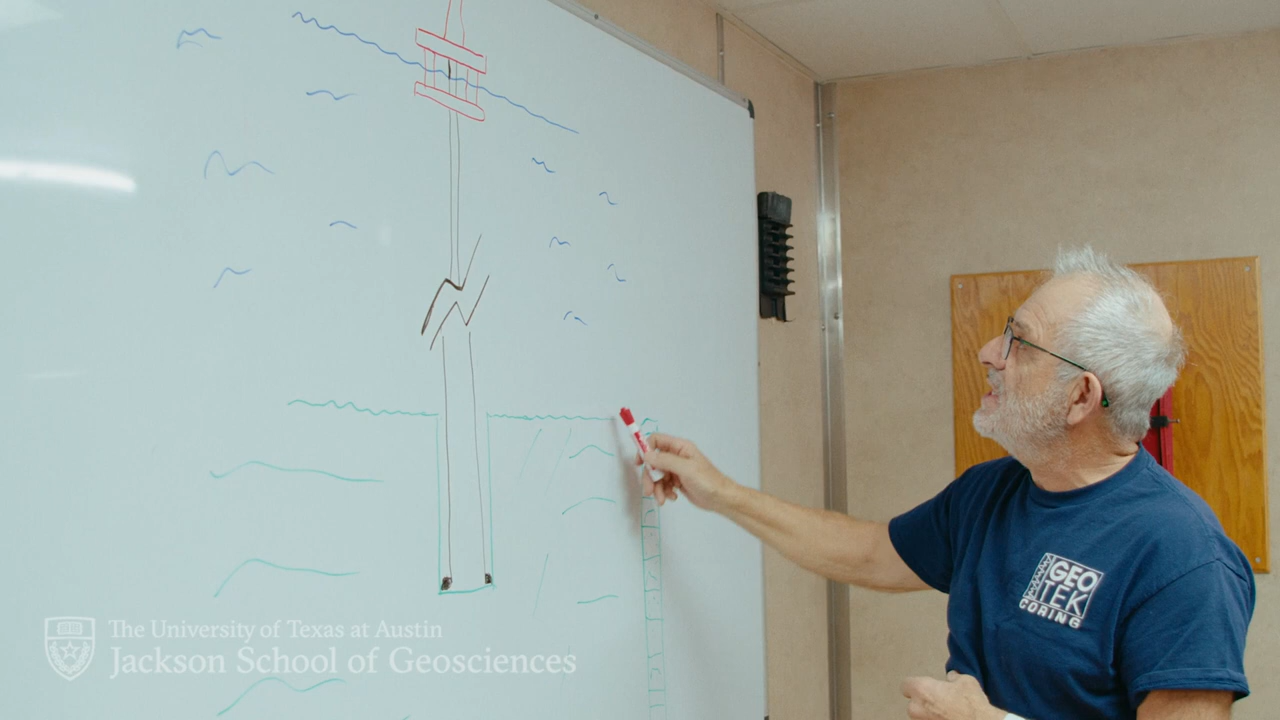 GEO
TEK
CORING
The University of Texas at Austin
Jackson School of Geosciences